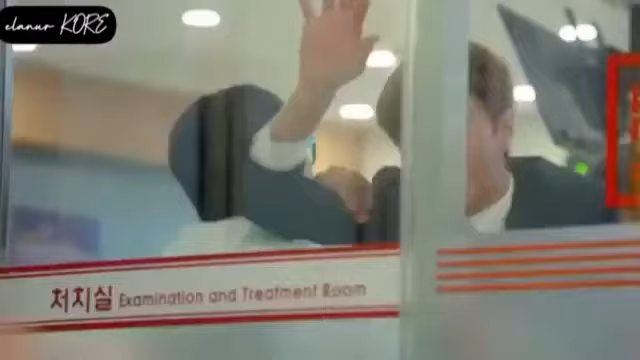 elanur KORE
처치실 Examination and Treatment Room